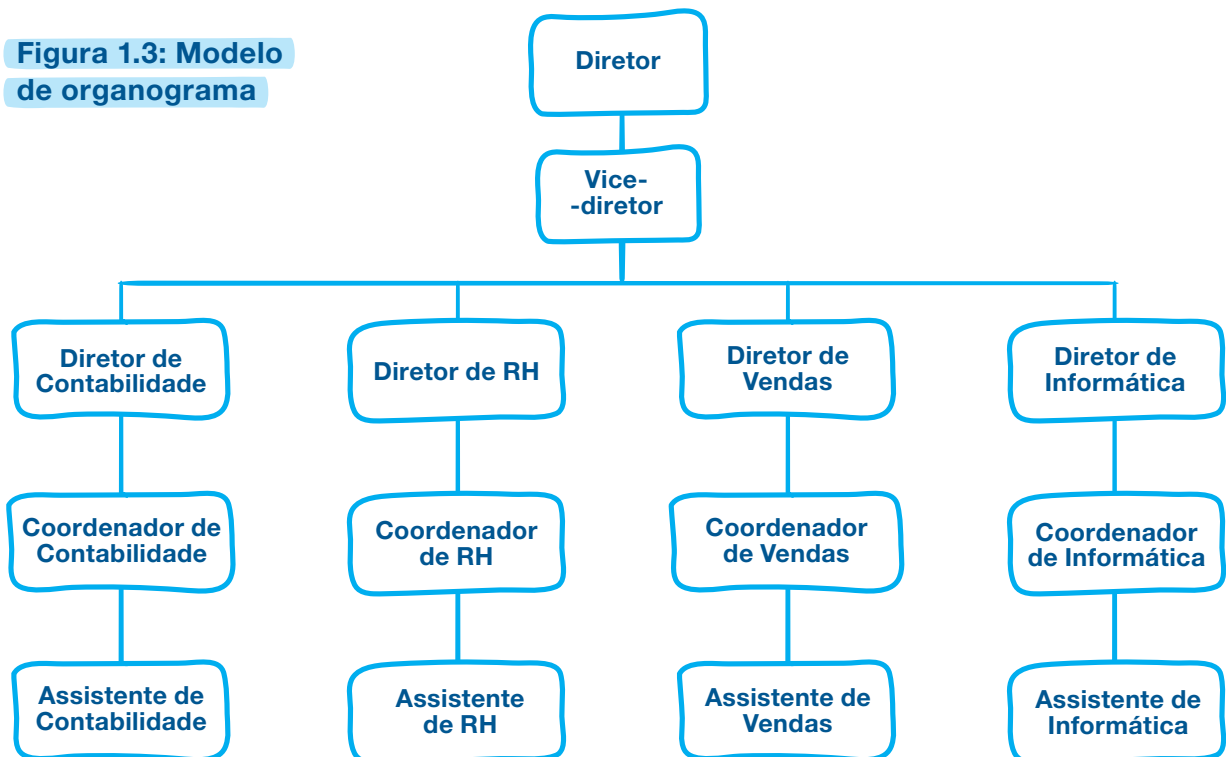 Figura 1.3: Modelo
de organograma
Diretor
Vice-
-diretor
Diretor de
Contabilidade
Diretor de RH
Diretor de
Vendas
Diretor de
Informática
Coordenador de
Contabilidade
Coordenador
de RH
Coordenador
de Vendas
Coordenador
de Informática
Assistente de
Contabilidade
Assistente
de RH
Assistente de
Vendas
Assistente de
Informática